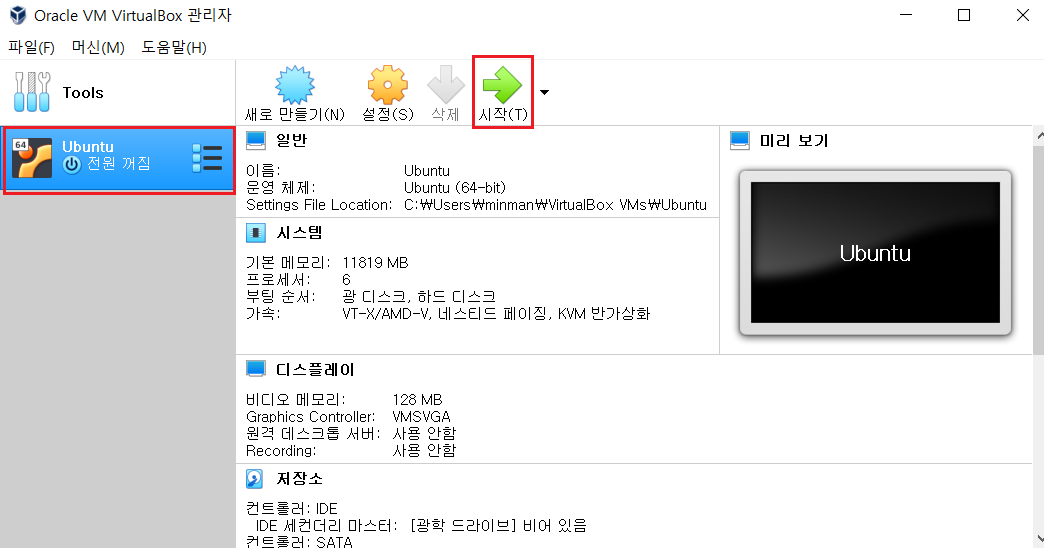 Oracle VM VirtualBox 관리자
파일(F) 머신(M) 도움말(H)
Tools
새로 만들기(N) 설정(S) 삭제 시작(T)
64
Ubuntu
전원 꺼짐
일반
이름: Ubuntu
운영 체제: Ubuntu (64-bit)
Settings File Location: C:₩Users₩minman₩VirtualBox VMs₩Ubuntu
시스템
기본 메모리: 11819 MB
프로세서: 6
부팅 순서: 광 디스크, 하드 디스크
가속: VT-X/AMD-V, 네스티드 페이징, KVM 반가상화
미리 보기
Ubuntu
디스플레이
비디오 메모리: 128 MB
Graphics Controller: VMSVGA
원격 데스크톱 서버: 사용 안함
Recording: 사용 안함
저장소
컨트롤러: IDE
IDE 세컨더리 마스터: [광학 드라이브] 비어 있음
컨트롤러: SATA